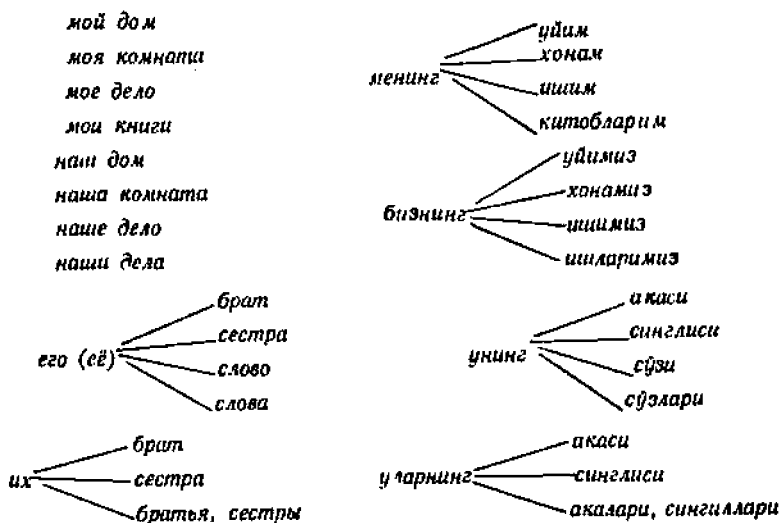 мой дом
моя комната
мое дело
мои книги
наш дом
наша комната
наше дело
наши дела
менинг
уйим
хонам
ишим
китобларим
бизнинг
уйимиз
хонамиз
ишимиз
ишларимиз
его (её)
брат
сестра
слово
слова
унинг
акаси
синглиси
сўзи
сўзлари
их
брат
сестра
братья, сестры
уларнинг
акаси
синглиси
акалари, сингиллари